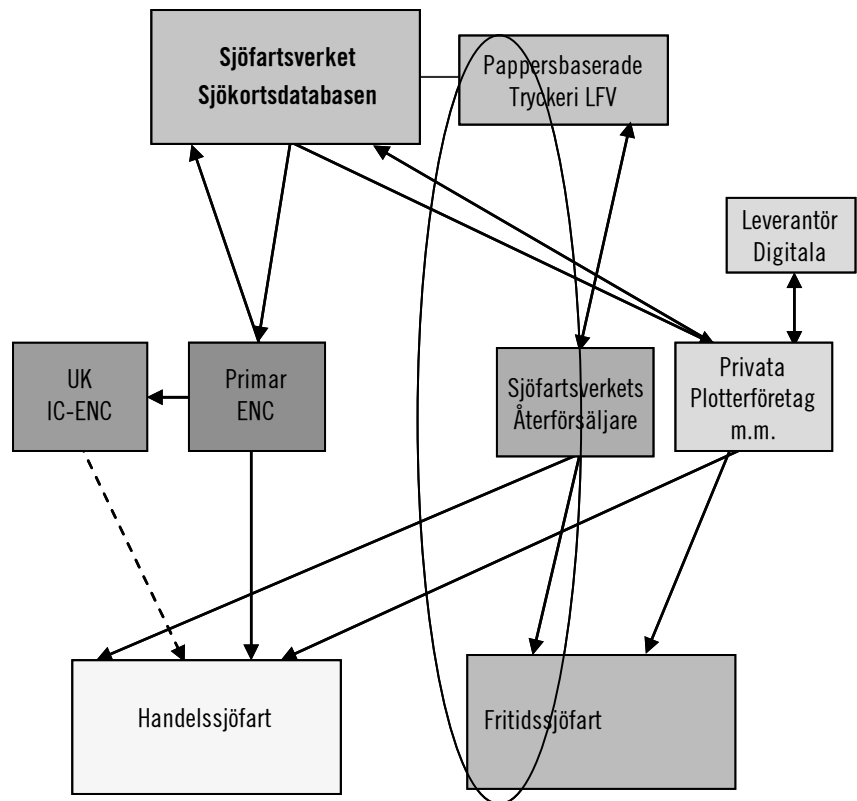 Sjöfartsverket
Sjökortsdatabasen
Pappersbaserade
Tryckeri LFV
Leverantör
Digitala
UK
IC-ENC
Primar
ENC
Sjöfartsverkets
Återförsäljare
Privata
Plotterföretag
m.m.
Handelssjöfart
Fritidssjöfart